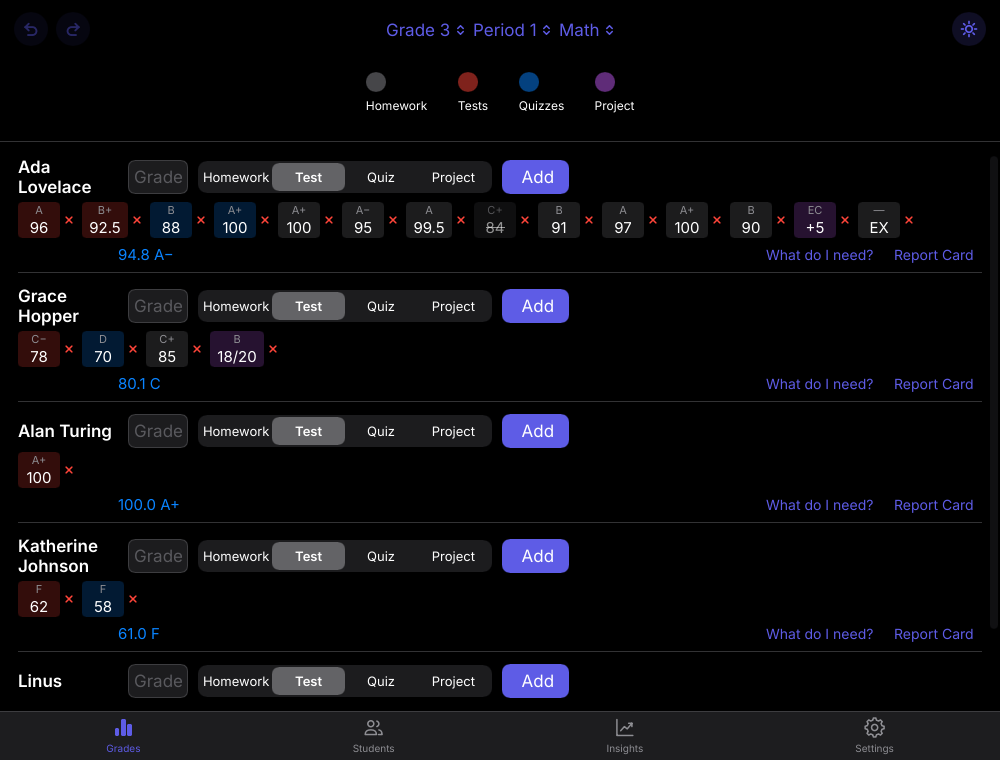 Grade 3 Period 1 Math
Homework Tests Quizzes Project
Ada Lovelace
Grade Homework Test Quiz Project Add
A B+ B A+ A+ A− A C+ B A A+ B EC —
96 × 92.5 × 88 × 100 × 100 × 95 × 99.5 × 84 × 91 × 97 × 100 × 90 × +5 × EX ×
94.8 A− What do I need? Report Card
Grace Hopper
Grade Homework Test Quiz Project Add
C− D C+ B
78 × 70 × 85 × 18/20 ×
80.1 C What do I need? Report Card
Alan Turing Grade Homework Test Quiz Project Add
A+
100 ×
100.0 A+ What do I need? Report Card
Katherine Johnson
Grade Homework Test Quiz Project Add
F F
62 × 58 ×
61.0 F What do I need? Report Card
Linus Grade Homework Test Quiz Project Add
Grades Students Insights Settings